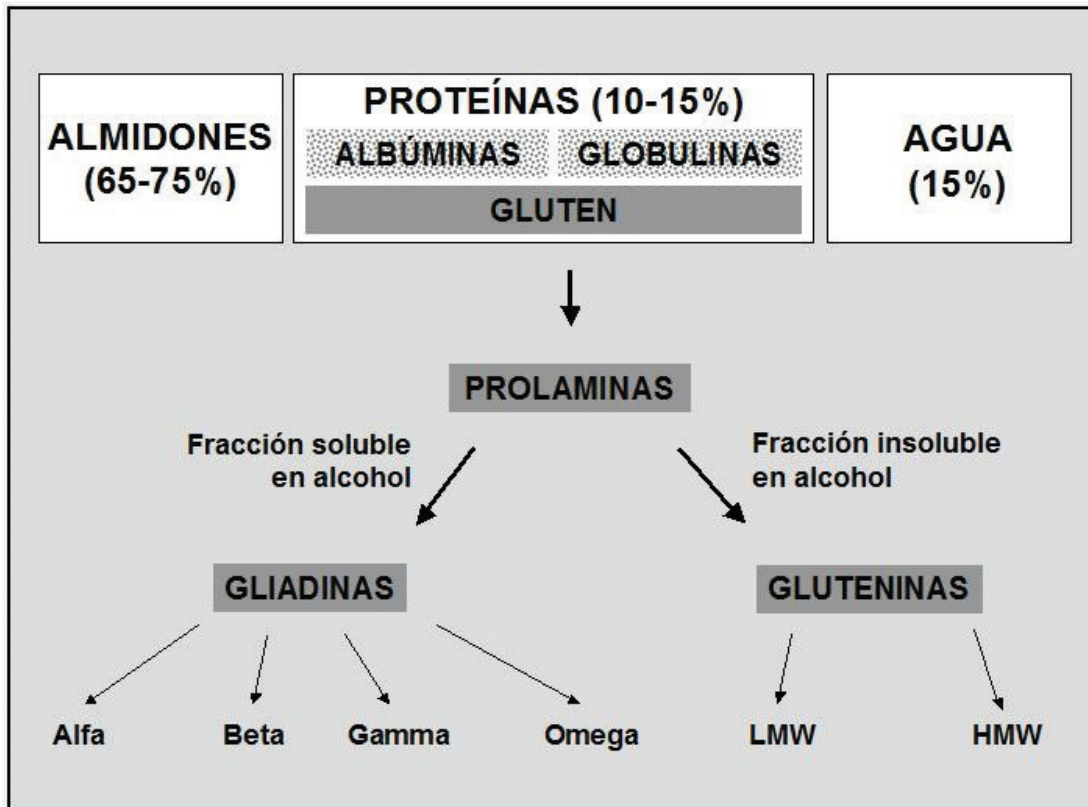 ALMIDONES
(65-75%)
PROTEÍNAS (10-15%)
ALBÚMINAS
GLOBULINAS
GLUTEN
AGUA
(15%)
PROLAMINAS
Fracción soluble
en alcohol
Fracción insoluble
en alcohol
GLIADINAS
GLUTENINAS
Alfa
Beta
Gamma
Omega
LMW
HMW